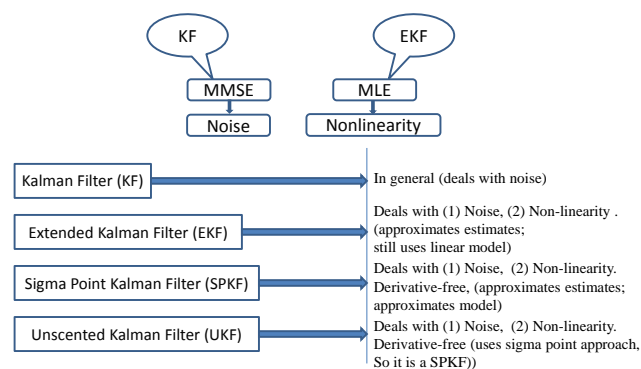 KF
EKF
MMSE
MLE
Noise
Nonlinearity
Kalman Filter (KF)
In general (deals with noise)
Extended Kalman Filter (EKF)
Deals with (1) Noise, (2) Non-linearity .
(approximates estimates;
still uses linear model)
Sigma Point Kalman Filter (SPKF)
Deals with (1) Noise, (2) Non-linearity.
Derivative-free, (approximates estimates;
approximates model)
Unscented Kalman Filter (UKF)
Deals with (1) Noise, (2) Non-linearity.
Derivative-free (uses sigma point approach,
So it is a SPKF))